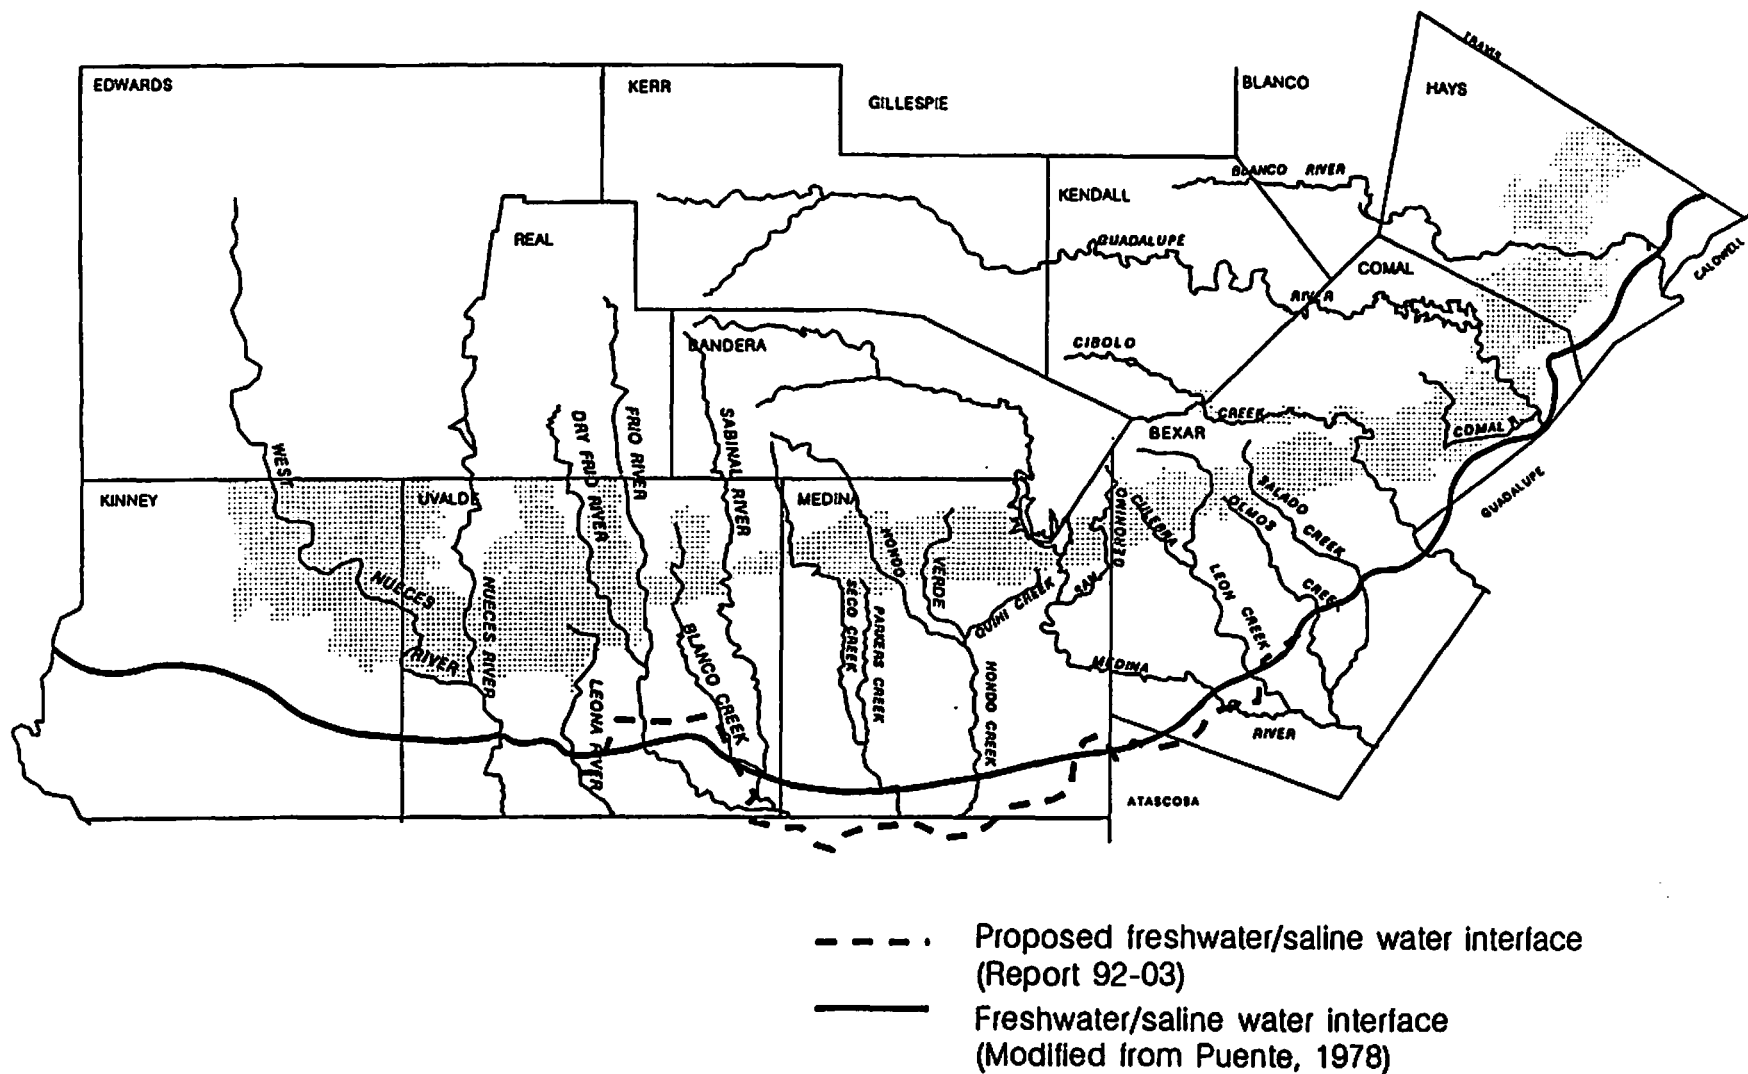 TRAVIS
EDWARDS
KERR
GILLESPIE
BLANCO
HAYS
BLANCO RIVER
KENDALL
REAL
GUADALUPE
RIVER
COMAL
CALDWELL
BANDERA
CIBOLO
CREEK
BEXAR
COMAL R
DRY FRIO RIVER
FRIO RIVER
SABINAL RIVER
WEST
KINNEY
UVALDE
MEDINA
GUADALUPE
SALADO
CREEK
OLMOS
CREEK
CULEBRA
SAN
GERONIMO
HONDO
VERDE
NUECES
RIVER
NUECES RIVER
SECO CREEK
PARKERS CREEK
QUIHI CREEK
LEON
CREEK
BLANCO CREEK
LEONA RIVER
HONDO CREEK
MEDINA
RIVER
ATASCOSA
Proposed freshwater/saline water interface
(Report 92-03)
Freshwater/saline water interface
(Modified from Puente, 1978)